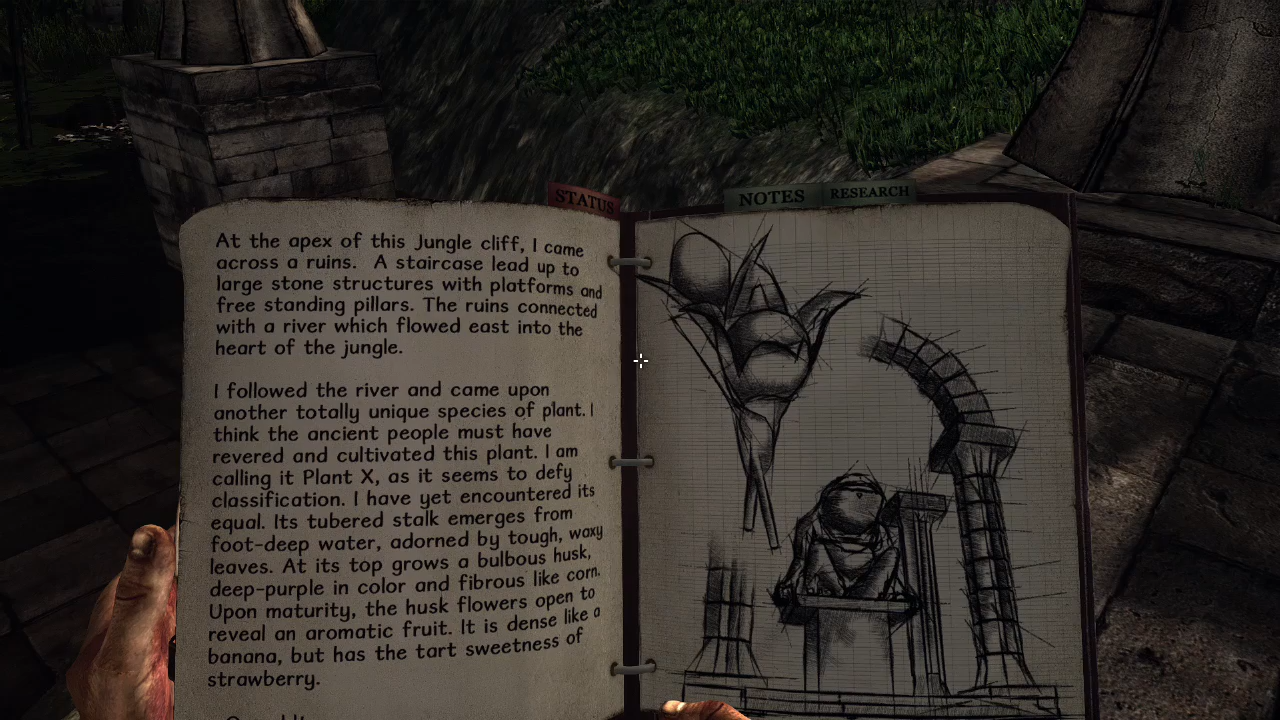 STATUS
NOTES
RESEARCH
At the apex of this Jungle cliff, I came
across a ruins. A staircase lead up to
large stone structures with platforms and
free standing pillars. The ruins connected
with a river which flowed east into the
heart of the jungle.
I followed the river and came upon
another totally unique species of plant. I
think the ancient people must have
revered and cultivated this plant. I am
calling it Plant X, as it seems to defy
classification. I have yet encountered its
equal. Its tubered stalk emerges from
foot-deep water, adorned by tough, waxy
leaves. At its top grows a bulbous husk,
deep-purple in color and fibrous like corn.
Upon maturity, the husk flowers open to
reveal an aromatic fruit. It is dense like a
banana, but has the tart sweetness of
strawberry.